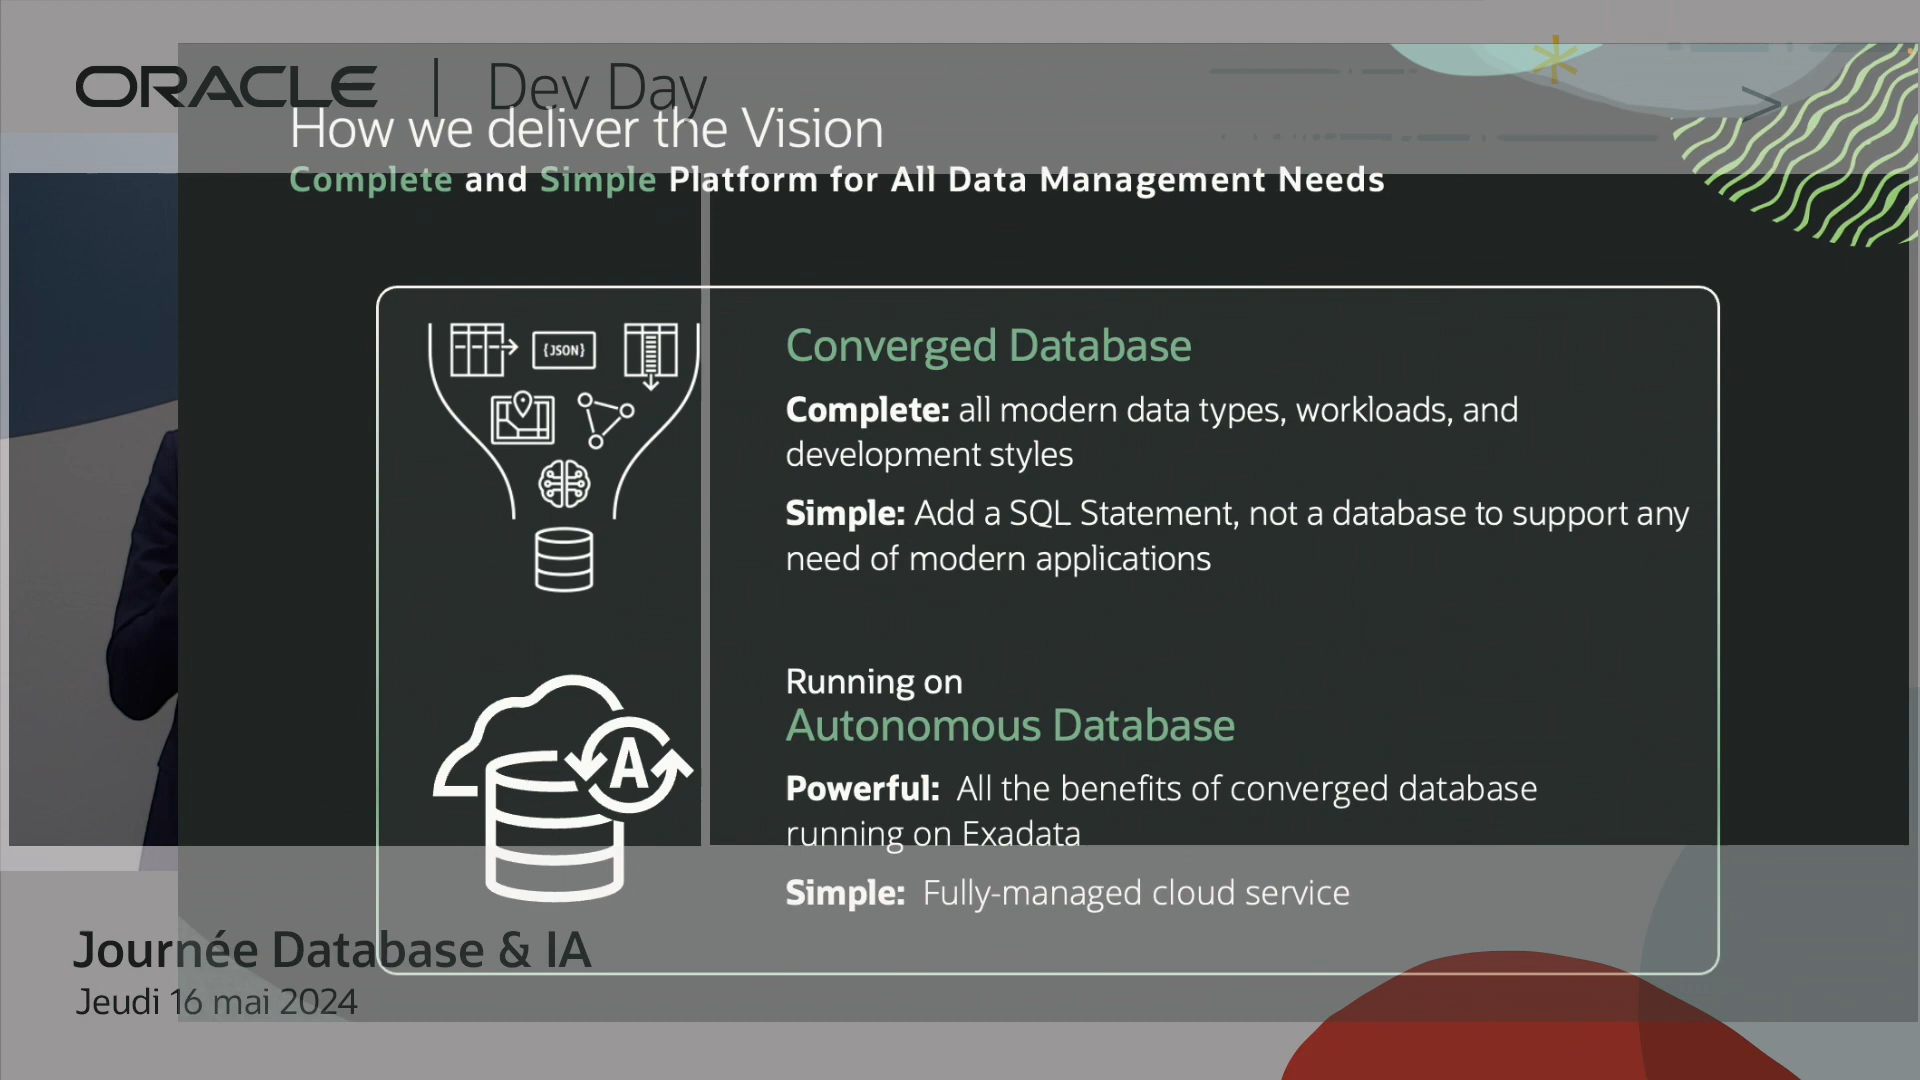 ORACLE | Dev Day
How we deliver the Vision
Complete and Simple Platform for All Data Management Needs
{JSON}
Converged Database
Complete: all modern data types, workloads, and
development styles
Simple: Add a SQL Statement, not a database to support any
need of modern applications
Running on
Autonomous Database
A
Powerful: All the benefits of converged database
running on Exadata
Simple: Fully-managed cloud service
Journée Database & IA
Jeudi 16 mai 2024